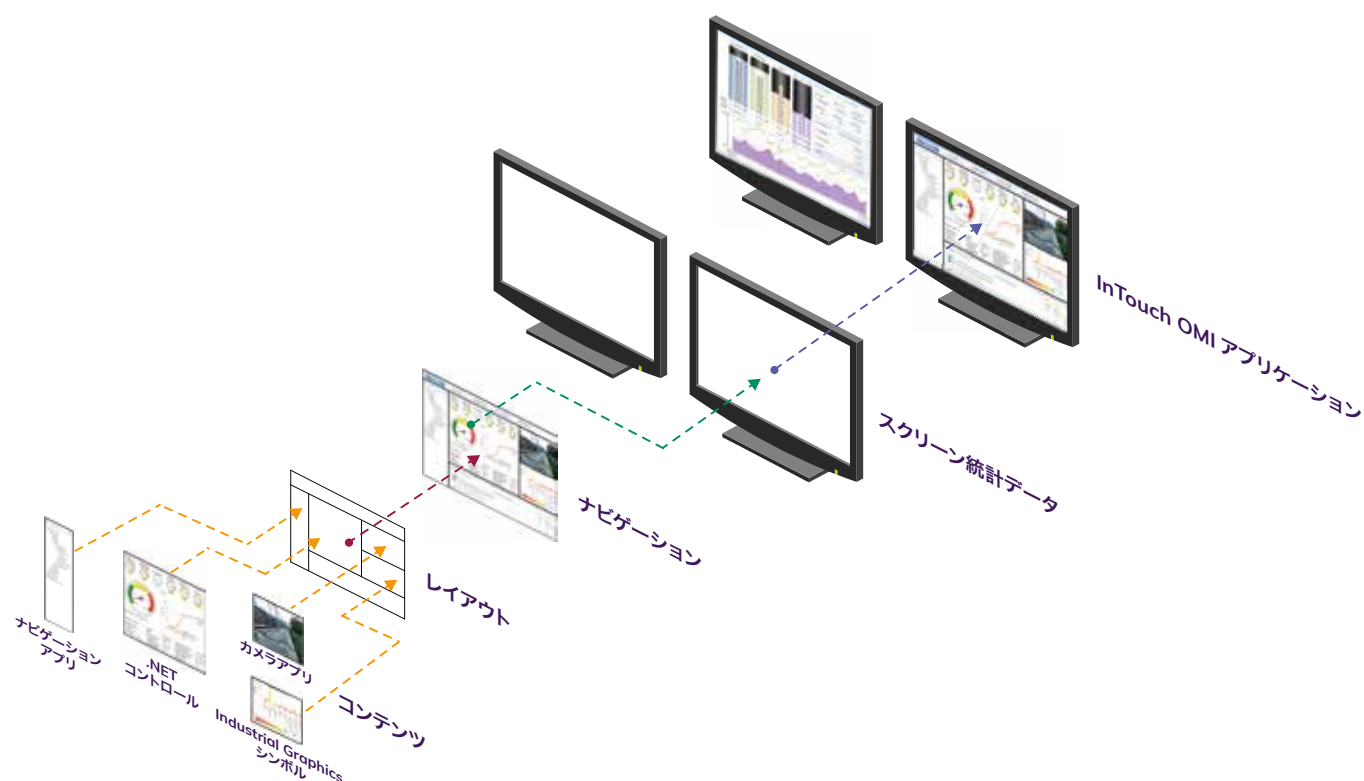 InTouch OMI アプリケーション
スクリーン統計データ
ナビゲーション
レイアウト
ナビゲーション
アプリ
.NET
コントロール
カメラアプリ
コンテンツ
Industrial Graphics
シンボル